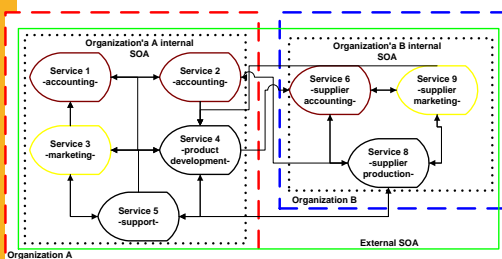 Organization'a A internal
SOA
Service 1
-accounting-
Service 2
-accounting-
Service 3
-marketing-
Service 4
-product
development-
Service 5
-support-
Organization A
Organization'a B internal
SOA
Service 6
-supplier
accounting-
Service 9
-supplier
marketing-
Service 8
-supplier
production-
Organization B
External SOA